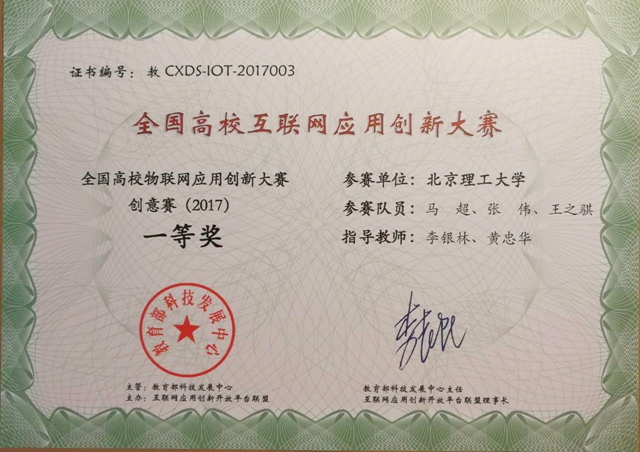 证书编号：教 CXDS-IOT-2017003
全国高校互联网应用创新大赛
全国高校物联网应用创新大赛
创意赛（2017）
一等奖
参赛单位：北京理工大学
参赛队员：马　超、张　伟、王之骐
指导教师：李银林、黄忠华
教育部科技发展中心
主管：教育部科技发展中心
主办：互联网应用创新开放平台联盟
教育部科技发展中心主任
互联网应用创新开放平台联盟理事长